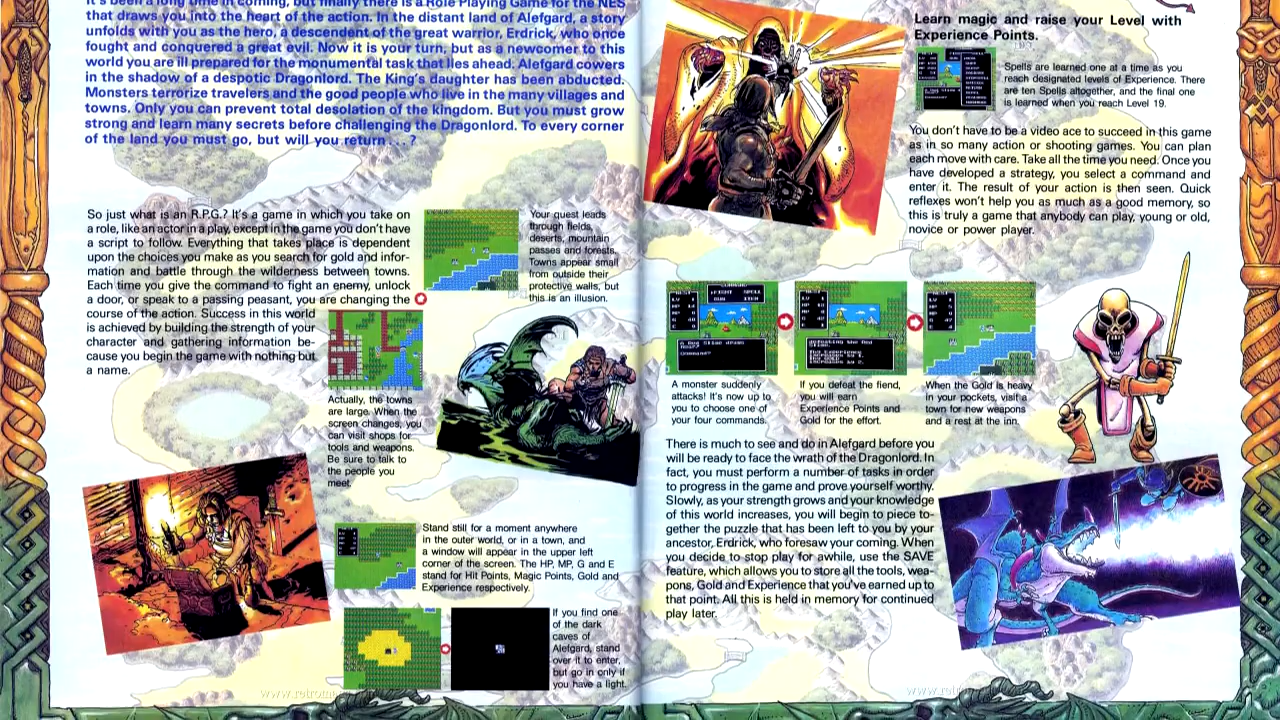 It's been a long time in coming, but finally there is a Role Playing Game for the NES
that draws you into the heart of the action. In the distant land of Alefgard, a story
unfolds with you as the hero, a descendent of the great warrior, Erdrick, who once
fought and conquered a great evil. Now it is your turn, but as a newcomer to this
world you are ill prepared for the monumental task that lies ahead. Alefgard cowers
in the shadow of a despotic Dragonlord. The King's daughter has been abducted.
Monsters terrorize travelers and the good people who live in the many villages and
towns. Only you can prevent total desolation of the kingdom. But you must grow
strong and learn many secrets before challenging the Dragonlord. To every corner
of the land you must go, but will you return . . . ?
So just what is an R.P.G.? It's a game in which you take on
a role, like an actor in a play, except in the game you don't have
a script to follow. Everything that takes place is dependent
upon the choices you make as you search for gold and infor-
mation and battle through the wilderness between towns.
Each time you give the command to fight an enemy, unlock
a door, or speak to a passing peasant, you are changing the
course of the action. Success in this world
is achieved by building the strength of your
character and gathering information be-
cause you begin the game with nothing but
a name.
Your quest leads
through fields,
deserts, mountain
passes and forests.
Towns appear small
from outside their
protective walls, but
this is an illusion.
Actually, the towns
are large. When the
screen changes, you
can visit shops for
tools and weapons.
Be sure to talk to
the people you
meet.
Stand still for a moment anywhere
in the outer world, or in a town, and
a window will appear in the upper left
corner of the screen. The HP, MP, G and E
stand for Hit Points, Magic Points, Gold and
Experience respectively.
If you find one
of the dark
caves of
Alefgard, stand
over it to enter,
but go in only if
you have a light.
Learn magic and raise your Level with
Experience Points.
Spells are learned one at a time as you
reach designated levels of Experience. There
are ten Spells altogether, and the final one
is learned when you reach Level 19.
You don't have to be a video ace to succeed in this game
as in so many action or shooting games. You can plan
each move with care. Take all the time you need. Once you
have developed a strategy, you select a command and
enter it. The result of your action is then seen. Quick
reflexes won't help you as much as a good memory, so
this is truly a game that anybody can play, young or old,
novice or power player.
A monster suddenly
attacks! It's now up to
you to choose one of
your four commands.
If you defeat the fiend,
you will earn
Experience Points and
Gold for the effort.
When the Gold is heavy
in your pockets, visit a
town for new weapons
and a rest at the inn.
There is much to see and do in Alefgard before you
will be ready to face the wrath of the Dragonlord. In
fact, you must perform a number of tasks in order
to progress in the game and prove yourself worthy.
Slowly, as your strength grows and your knowledge
of this world increases, you will begin to piece to-
gether the puzzle that has been left to you by your
ancestor, Erdrick, who foresaw your coming. When
you decide to stop play for awhile, use the SAVE
feature, which allows you to store all the tools, wea-
pons, Gold and Experience that you've earned up to
that point. All this is held in memory for continued
play later.